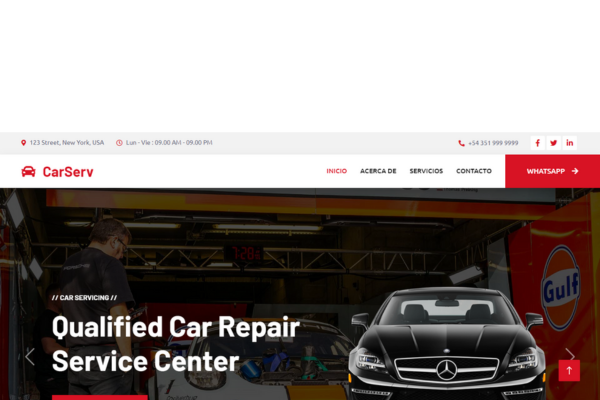 123 Street, New York, USA
Lun - Vie : 09.00 AM - 09.00 PM
+54 351 999 9999
CarServ
INICIO
ACERCA DE
SERVICIOS
CONTACTO
WHATSAPP
Gulf
// CAR SERVICING //
Qualified Car Repair
Service Center